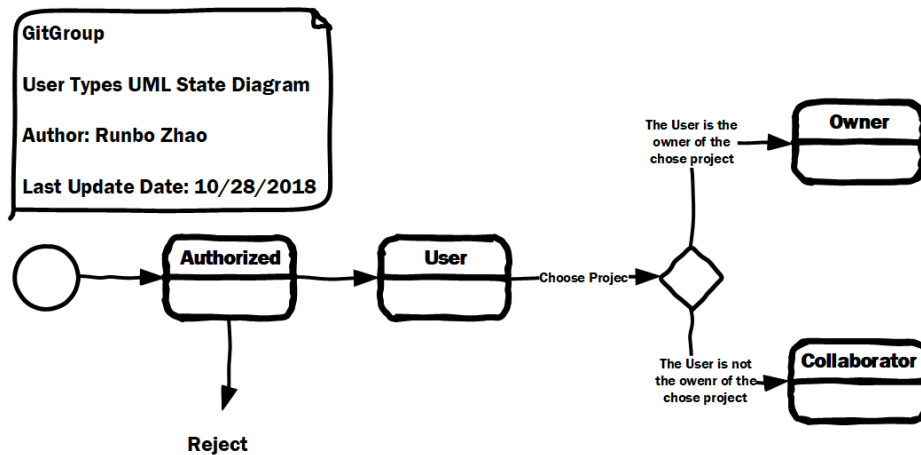 GitGroup
User Types UML State Diagram
Author: Runbo Zhao
Last Update Date: 10/28/2018
The User is the
owner of the
chose project
Owner
Authorized
User
Choose Projec
The User is not
the owenr of the
chose project
Collaborator
Reject